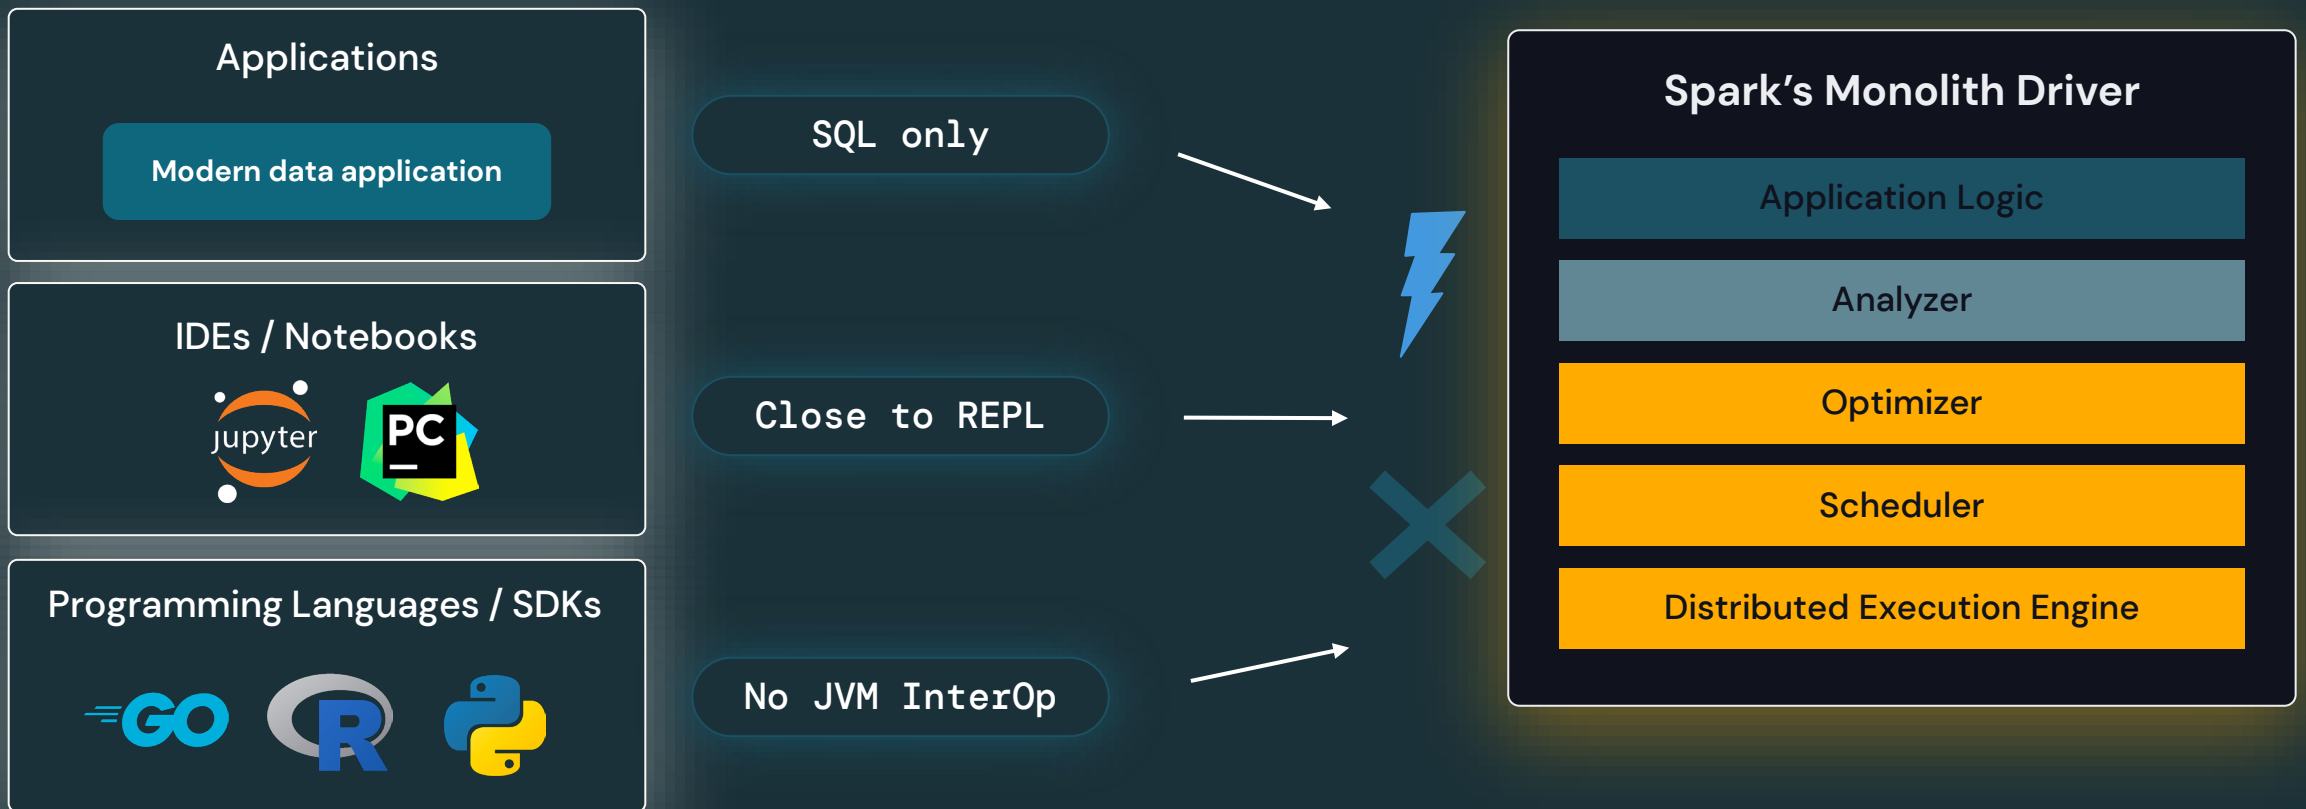 Applications
Modern data application
IDEs / Notebooks
jupyter
PC
Programming Languages / SDKs
GO
R
SQL only
Close to REPL
No JVM InterOp
Spark’s Monolith Driver
Application Logic
Analyzer
Optimizer
Scheduler
Distributed Execution Engine